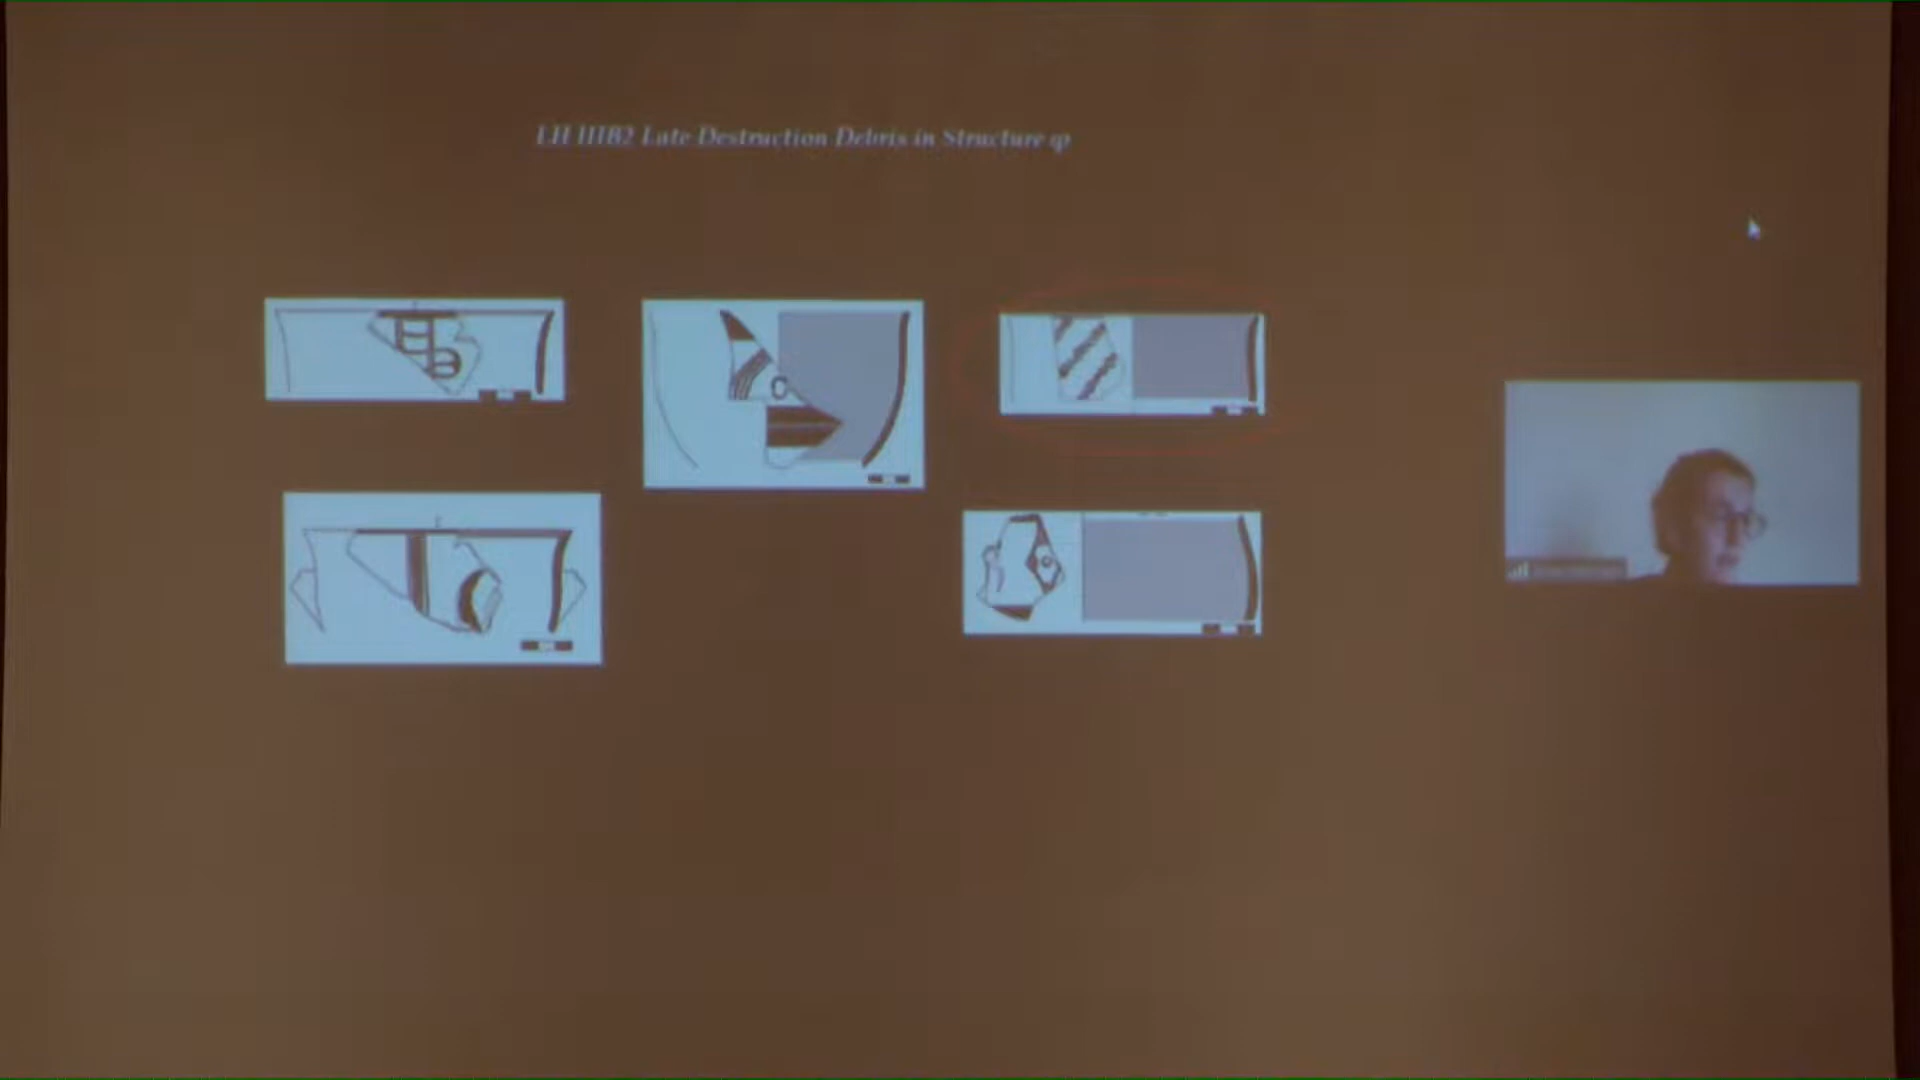 LH IIIB2 Late Destruction Debris in Structure φ